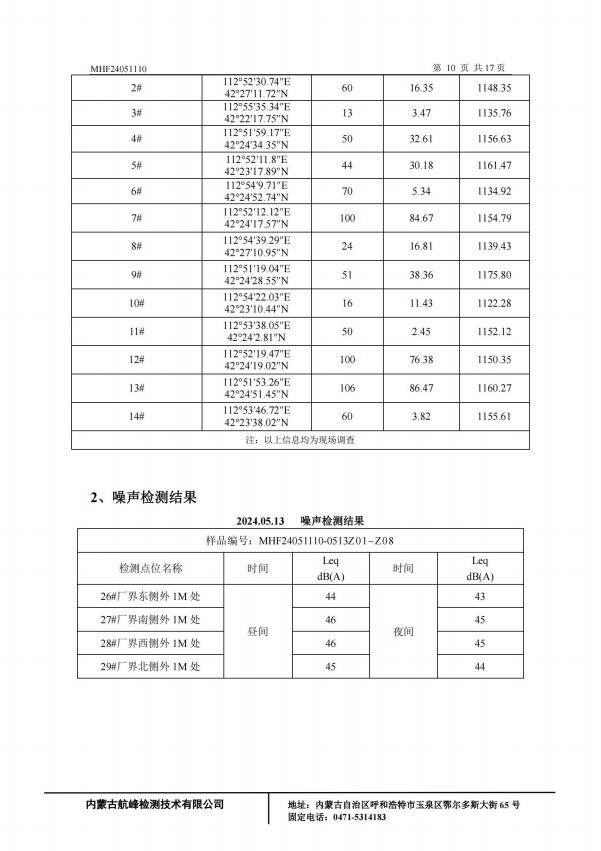 MHF24051110 第 10 页 共 17 页
2# 112°52'30.74"E 42°27'11.72"N 60 16.35 1148.35
3# 112°55'35.34"E 42°22'17.75"N 13 3.47 1135.76
4# 112°51'59.17"E 42°24'34.35"N 50 32.61 1156.63
5# 112°52'11.8"E 42°23'17.89"N 44 30.18 1161.47
6# 112°54'9.71"E 42°24'52.74"N 70 5.34 1134.92
7# 112°52'12.12"E 42°24'17.57"N 100 84.67 1154.79
8# 112°54'39.29"E 42°27'10.95"N 24 16.81 1139.43
9# 112°51'19.04"E 42°24'28.55"N 51 38.36 1175.80
10# 112°54'22.03"E 42°23'10.44"N 16 11.43 1122.28
11# 112°53'38.05"E 42°24'2.81"N 50 2.45 1152.12
12# 112°52'19.47"E 42°24'19.02"N 100 76.38 1150.35
13# 112°51'53.26"E 42°24'51.45"N 106 86.47 1160.27
14# 112°53'46.72"E 42°23'38.02"N 60 3.82 1155.61
注：以上信息均为现场调查
2、噪声检测结果
2024.05.13 噪声检测结果
样品编号：MHF24051110-0513Z01~Z08
检测点位名称 时间 Leq dB(A) 时间 Leq dB(A)
26#厂界东侧外 1M 处 昼间 44 夜间 43
27#厂界南侧外 1M 处 46 45
28#厂界西侧外 1M 处 46 45
29#厂界北侧外 1M 处 45 44
内蒙古航峰检测技术有限公司
地址：内蒙古自治区呼和浩特市玉泉区鄂尔多斯大街 65 号
固定电话：0471-5314183